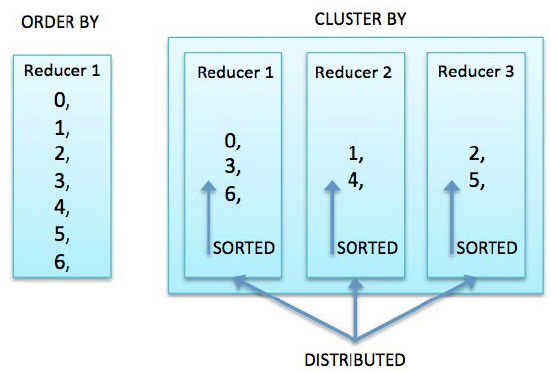 ORDER BY
Reducer 1
0,
1,
2,
3,
4,
5,
6,
CLUSTER BY
Reducer 1
0,
3,
6,
SORTED
Reducer 2
1,
4,
SORTED
Reducer 3
2,
5,
SORTED
DISTRIBUTED